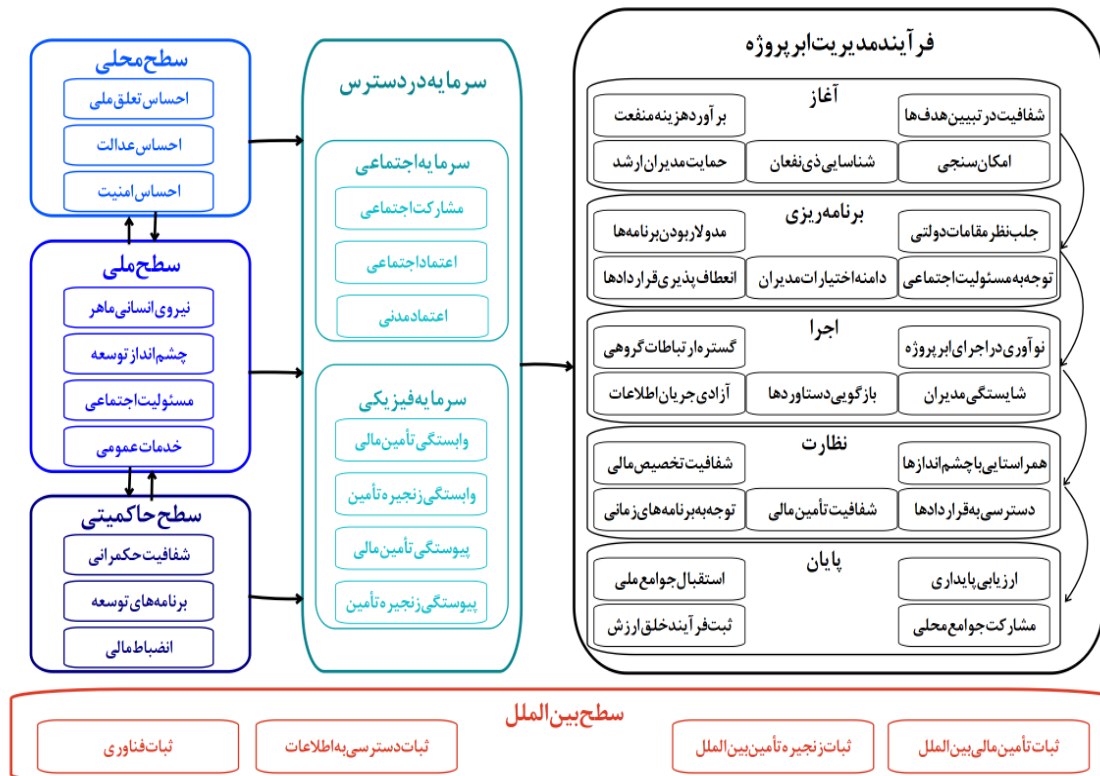 فرآیند مدیریت ابرپروژه
آغاز
شفافیت در تبیین هدف‌ها
برآورد هزینه منفعت
امکان سنجی
شناسایی ذی نفعان
حمایت مدیران ارشد
برنامه‌ریزی
جلب نظر مقامات دولتی
مدولار بودن برنامه‌ها
توجه به مسئولیت اجتماعی
دامنه اختیارات مدیران
انعطاف پذیری قراردادها
اجرا
نوآوری در اجرای ابرپروژه
گستره ارتباطات گروهی
شایستگی مدیران
بازگویی دستاوردها
آزادی جریان اطلاعات
نظارت
همراستایی با چشم‌اندازها
شفافیت تخصیص مالی
دسترسی به قراردادها
شفافیت تأمین مالی
توجه به برنامه‌های زمانی
پایان
ارزیابی پایداری
استقبال جوامع ملی
مشارکت جوامع محلی
ثبت فرآیند خلق ارزش
سرمایه در دسترس
سرمایه اجتماعی
مشارکت اجتماعی
اعتماد اجتماعی
اعتماد مدنی
سرمایه فیزیکی
وابستگی تأمین مالی
وابستگی زنجیره تأمین
پیوستگی تأمین مالی
پیوستگی زنجیره تأمین
سطح محلی
احساس تعلق ملی
احساس عدالت
احساس امنیت
سطح ملی
نیروی انسانی ماهر
چشم‌انداز توسعه
مسئولیت اجتماعی
خدمات عمومی
سطح حاکمیتی
شفافیت حکمرانی
برنامه‌های توسعه
انضباط مالی
سطح بین‌الملل
ثبات تأمین مالی بین‌الملل
ثبات زنجیره تأمین بین‌الملل
ثبات دسترسی به اطلاعات
ثبات فناوری